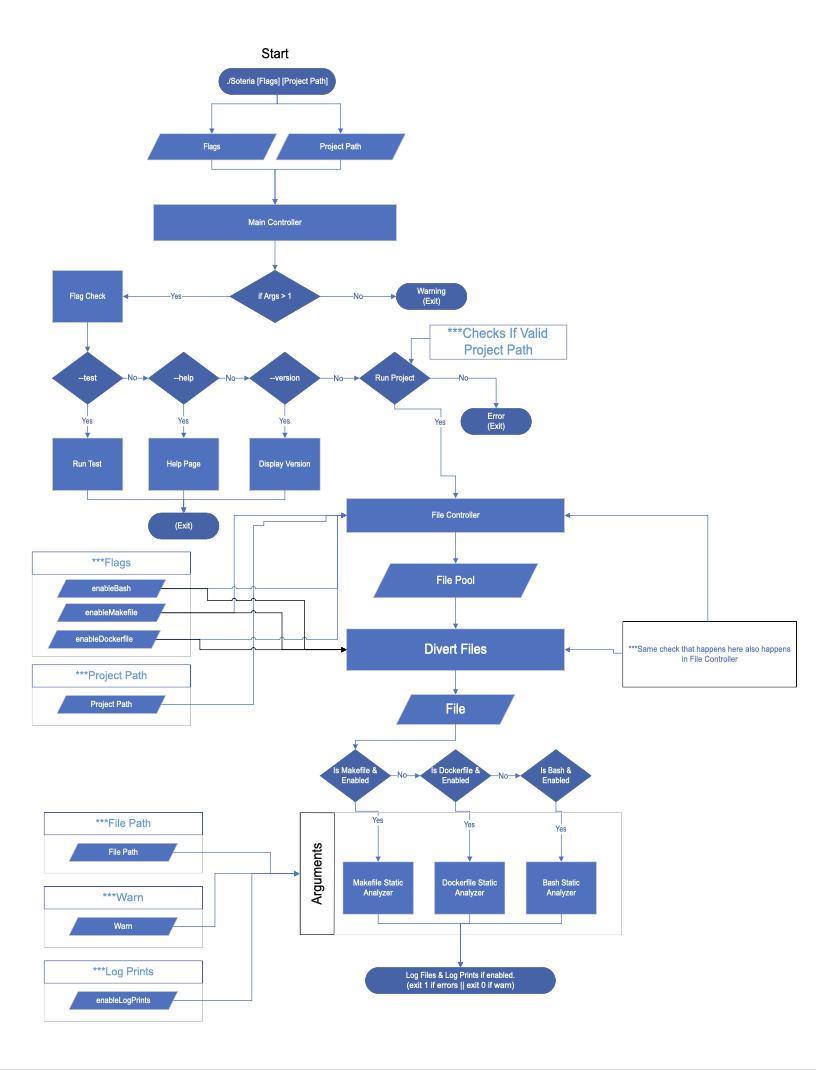 Start
./Soteria [Flags] [Project Path]
Flags
Project Path
Main Controller
Flag Check
Yes
if Args > 1
No
Warning
(Exit)
***Checks If Valid
Project Path
--test
No
--help
No
--version
No
Run Project
No
Error
(Exit)
Yes
Yes
Yes
Yes
Run Test
Help Page
Display Version
(Exit)
File Controller
***Flags
enableBash
enableMakefile
enableDockerfile
File Pool
Divert Files
***Same check that happens here also happens
in File Controller
***Project Path
Project Path
File
Is Makefile &
Enabled
No
Is Dockerfile &
Enabled
No
Is Bash &
Enabled
Yes
Yes
Yes
***File Path
File Path
Arguments
Makefile Static
Analyzer
Dockerfile Static
Analyzer
Bash Static
Analyzer
***Warn
Warn
***Log Prints
enableLogPrints
Log Files & Log Prints if enabled.
(exit 1 if errors || exit 0 if warn)